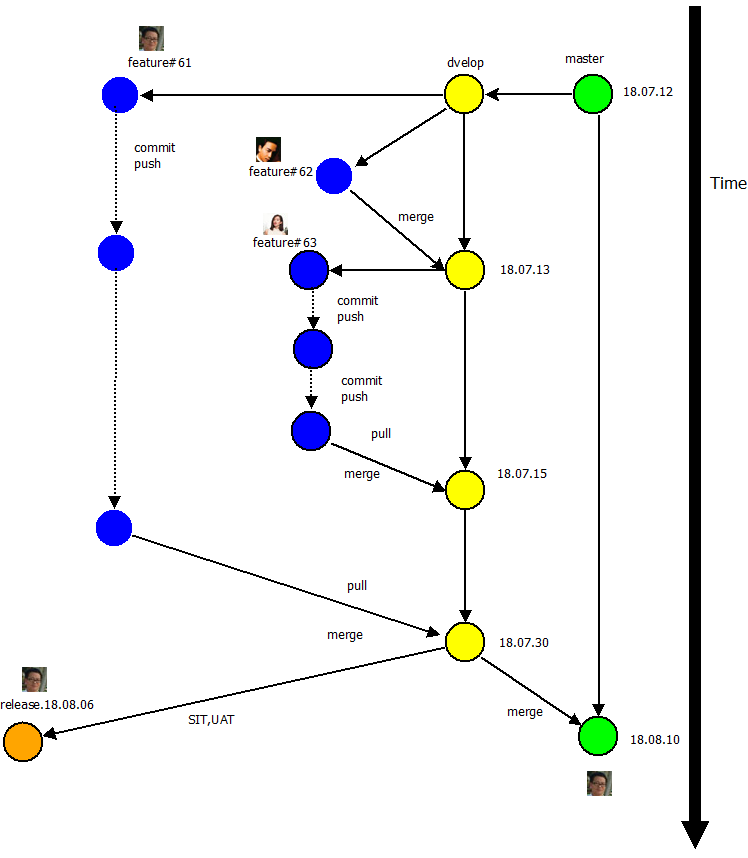 feature#61
dvelop
master
18.07.12
commit
push
feature#62
Time
merge
feature#63
18.07.13
commit
push
commit
push
pull
merge
18.07.15
pull
merge
18.07.30
release.18.08.06
SIT,UAT
merge
18.08.10